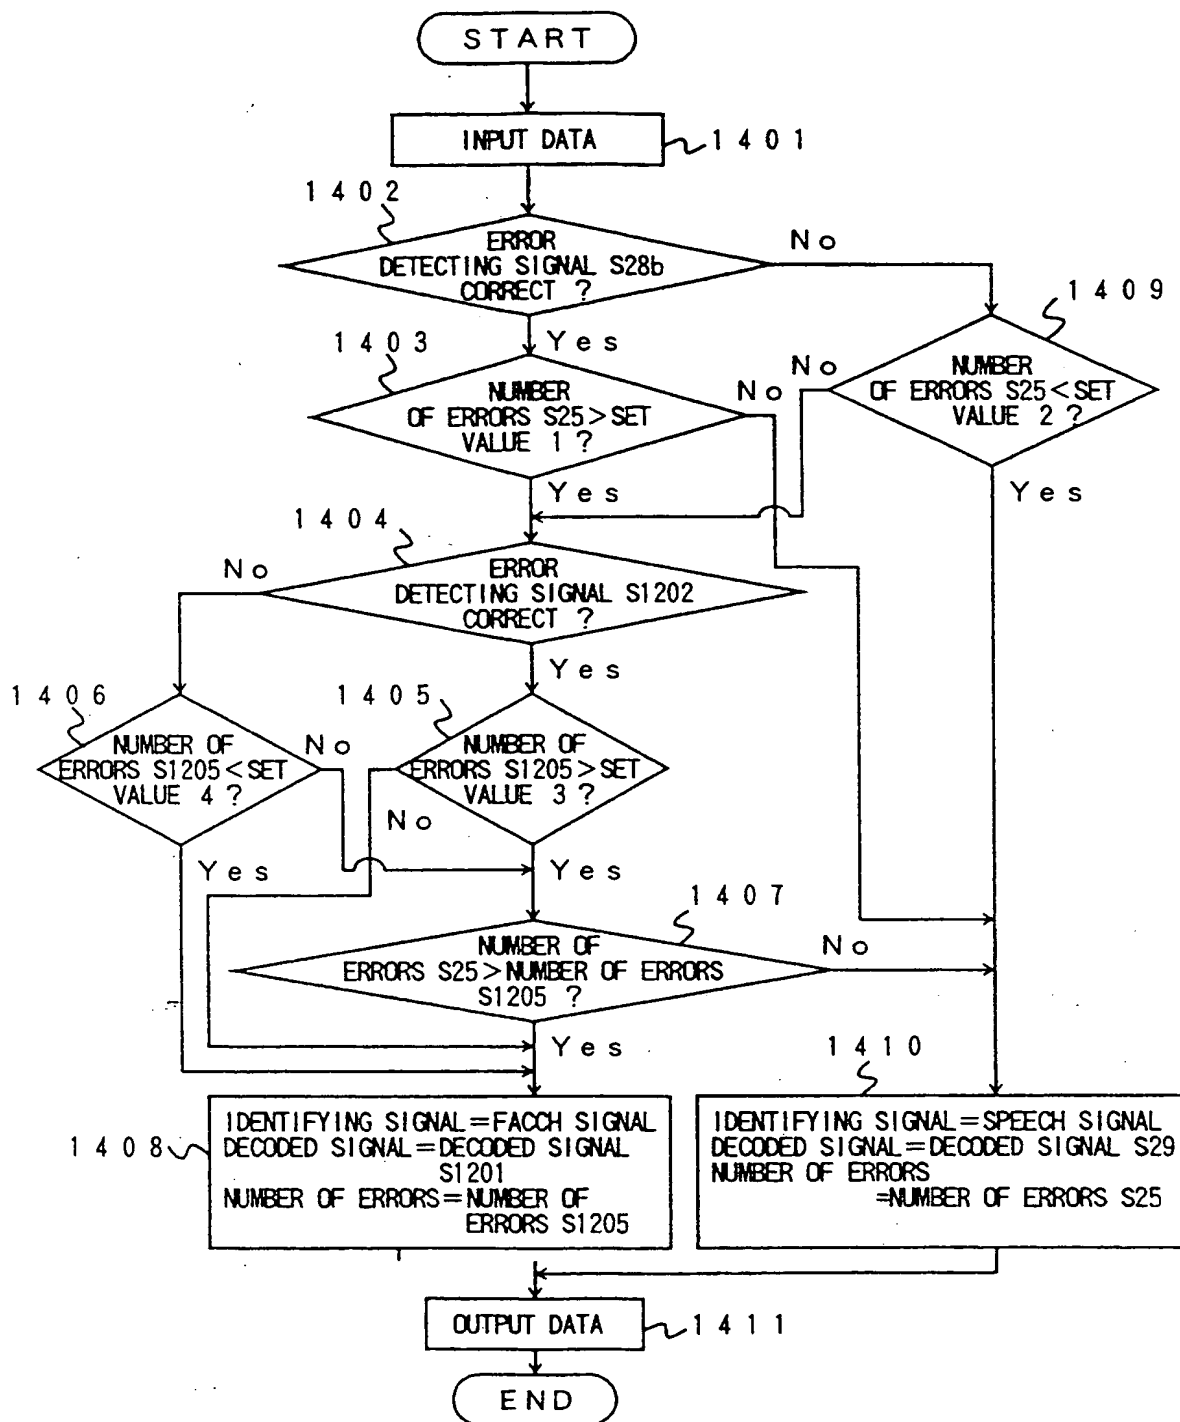 START
INPUT DATA
1401
1402
ERROR
DETECTING SIGNAL S28b
CORRECT ?
No
Yes
1409
NUMBER
OF ERRORS S25<SET
VALUE 2 ?
No
Yes
1403
NUMBER
OF ERRORS S25>SET
VALUE 1 ?
No
Yes
1404
ERROR
DETECTING SIGNAL S1202
CORRECT ?
No
Yes
1406
NUMBER OF
ERRORS S1205<SET
VALUE 4 ?
No
Yes
1405
NUMBER OF
ERRORS S1205>SET
VALUE 3 ?
No
Yes
1407
NUMBER OF
ERRORS S25>NUMBER OF ERRORS
S1205 ?
No
Yes
1408
IDENTIFYING SIGNAL=FACCH SIGNAL
DECODED SIGNAL=DECODED SIGNAL
S1201
NUMBER OF ERRORS=NUMBER OF
ERRORS S1205
1410
IDENTIFYING SIGNAL=SPEECH SIGNAL
DECODED SIGNAL=DECODED SIGNAL S29
NUMBER OF ERRORS
=NUMBER OF ERRORS S25
OUTPUT DATA
1411
END